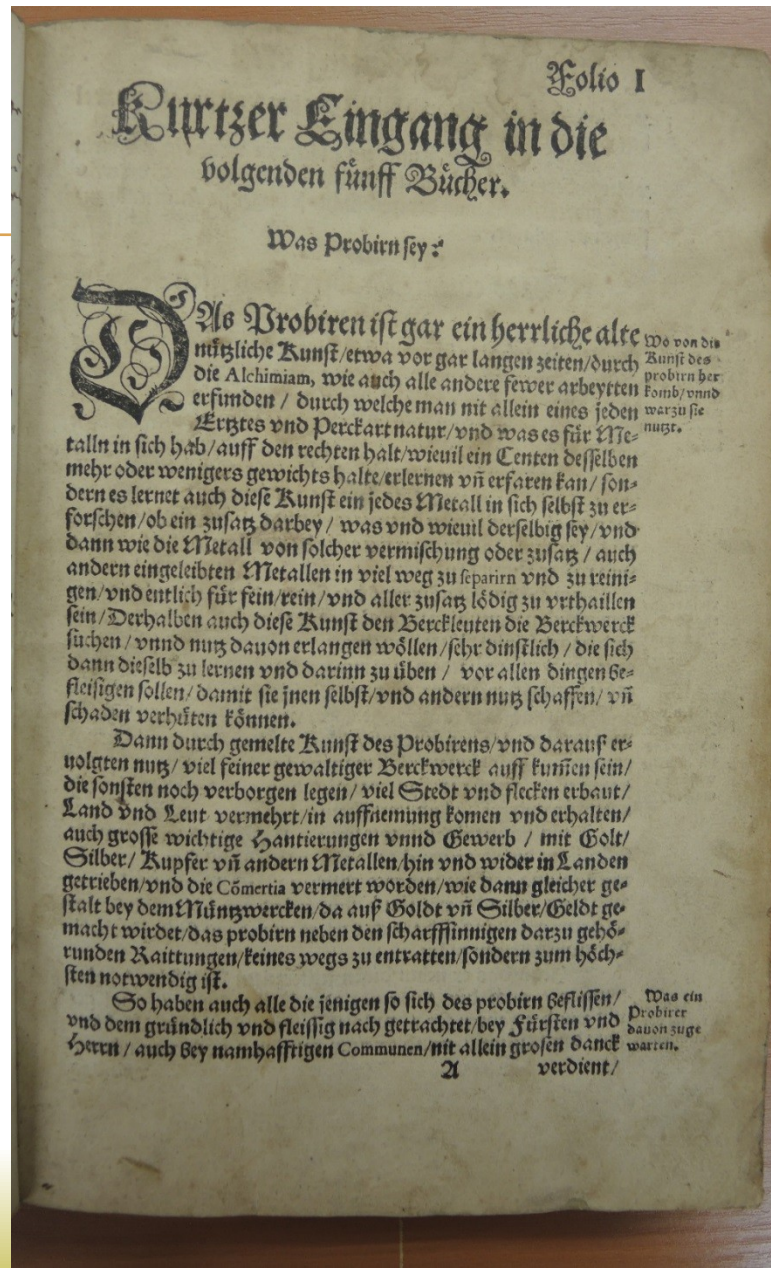 Folio I
Kurtzer Eingang in die
volgenden fünff Bücher.
Was Probirn sey:
DAs Probiren ist gar ein herrliche alte
nützliche Kunst/etwa vor gar langen zeiten/durch
die Alchimiam, wie auch alle andere fewer arbeytten
erfunden / durch welche man nit allein eines jeden
Ertztes vnd Perckart natur/vnd was es für Me=
talln in sich hab/auff den rechten halt/wieuil ein Centen desselben
mehr oder wenigers gewichts halte/erlernen vñ erfaren kan/son=
dern es lernet auch diese Kunst ein jedes Metall in sich selbst zu er=
forschen/ob ein zusatz darbey / was vnd wieuil derselbig sey/vnd
dann wie die Metall von solcher vermischung oder zusatz / auch
andern eingeleibten Metallen in viel weg zu separirn vnd zu reini=
gen/vnd entlich für fein/rein/vnd aller zusatz lödig zu vrthaillen
sein/Derhalben auch diese Kunst den Berckleuten die Berckwerck
suchen/vnnd nutz dauon erlangen wöllen/sehr dinstlich / die sich
dann dieselb zu lernen vnd darinn zu üben / vor allen dingen be=
fleisigen sollen/damit sie jnen selbst/vnd andern nutz schaffen/vñ
schaden verhüten können.
Wo von die
Kunst des
probirn her
komb/vnnd
warzu sie
nutzt.
Dann durch gemelte Kunst des Probirens/vnd daraus er=
uolgten nutz/ viel feiner gewaltiger Berckwerck auff kum̃en sein/
die sonsten noch verborgen legen/ viel Stedt vnd flecken erbaut/
Land vnd Leut vermehrt/in auffnemung komen vnd erhalten/
auch grosse wichtige Hantierungen vnnd Gewerb / mit Golt/
Silber/ Kupfer vñ andern Metallen/hin vnd wider in Landen
getrieben/vnd die Cõmertia vermert worden/wie dann gleicher ge=
stalt bey dem Müntzwercken/da auß Goldt vñ Silber/Geldt ge=
macht wirdet/das probirn neben den scharffsinnigen darzu gehö=
runden Raittungen/keines wegs zu entratten/sondern zum höch=
sten notwendig ist.
So haben auch alle die jenigen so sich des probirn beflissen/
vnd dem gründlich vnd fleissig nach getrachtet/bey Fürsten vnd
Herrn / auch bey namhafftigen Communen/nit allein grosen danck
Was ein
Probirer
dauon zuge
warten.
A verdient/